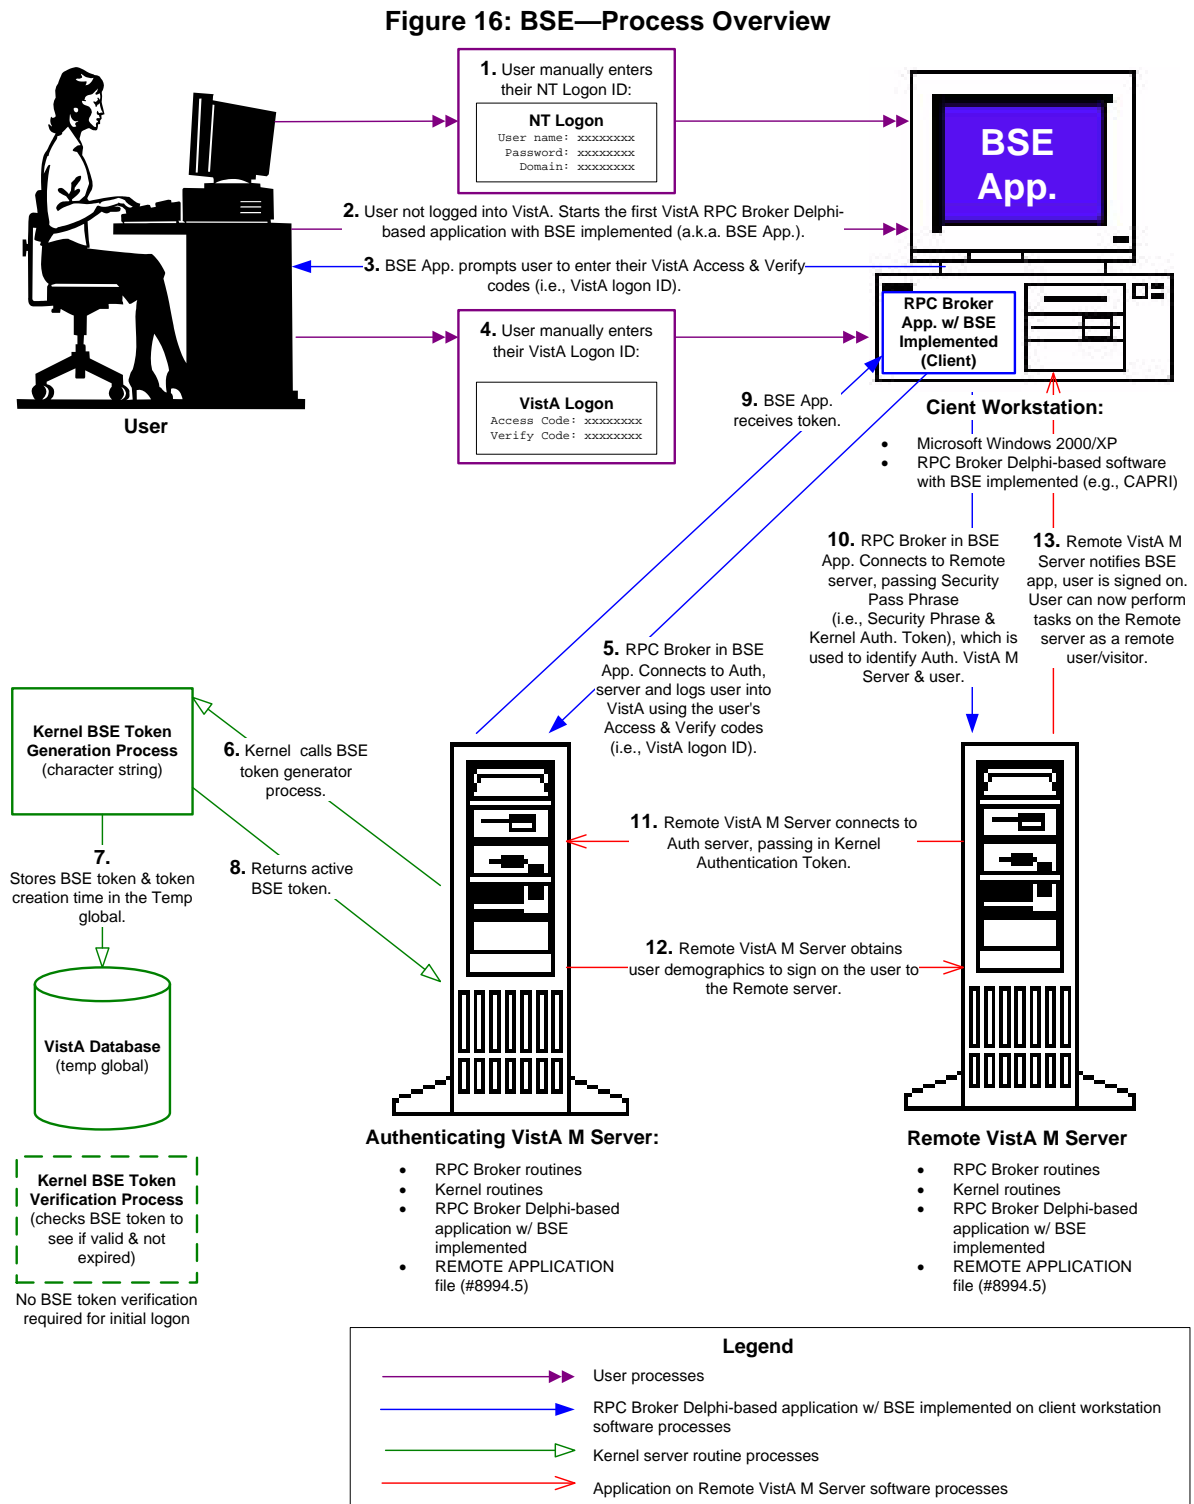 Figure 16: BSE—Process Overview
1. User manually enters
their NT Logon ID:
NT Logon
User name: xxxxxxxx
Password: xxxxxxxx
Domain: xxxxxxxx
BSE
App.
2. User not logged into VistA. Starts the first VistA RPC Broker Delphi-
based application with BSE implemented (a.k.a. BSE App.).
3. BSE App. prompts user to enter their VistA Access & Verify
codes (i.e., VistA logon ID).
4. User manually enters
their VistA Logon ID:
VistA Logon
Access Code: xxxxxxxx
Verify Code: xxxxxxxx
User
RPC Broker
App. w/ BSE
Implemented
(Client)
9. BSE App.
receives token.
Cient Workstation:
• Microsoft Windows 2000/XP
• RPC Broker Delphi-based software
with BSE implemented (e.g., CAPRI)
10. RPC Broker in BSE
App. Connects to Remote
server, passing Security
Pass Phrase
(i.e., Security Phrase &
Kernel Auth. Token), which is
used to identify Auth. VistA M
Server & user.
13. Remote VistA M
Server notifies BSE
app, user is signed on.
User can now perform
tasks on the Remote
server as a remote
user/visitor.
5. RPC Broker in BSE
App. Connects to Auth,
server and logs user into
VistA using the user's
Access & Verify codes
(i.e., VistA logon ID).
Kernel BSE Token
Generation Process
(character string)
6. Kernel calls BSE
token generator
process.
7.
Stores BSE token & token
creation time in the Temp
global.
8. Returns active
BSE token.
11. Remote VistA M Server connects to
Auth server, passing in Kernel
Authentication Token.
12. Remote VistA M Server obtains
user demographics to sign on the user to
the Remote server.
VistA Database
(temp global)
Kernel BSE Token
Verification Process
(checks BSE token to
see if valid & not
expired)
No BSE token verification
required for initial logon
Authenticating VistA M Server:
• RPC Broker routines
• Kernel routines
• RPC Broker Delphi-based
application w/ BSE
implemented
• REMOTE APPLICATION
file (#8994.5)
Remote VistA M Server
• RPC Broker routines
• Kernel routines
• RPC Broker Delphi-based
application w/ BSE
implemented
• REMOTE APPLICATION
file (#8994.5)
Legend
User processes
RPC Broker Delphi-based application w/ BSE implemented on client workstation
software processes
Kernel server routine processes
Application on Remote VistA M Server software processes